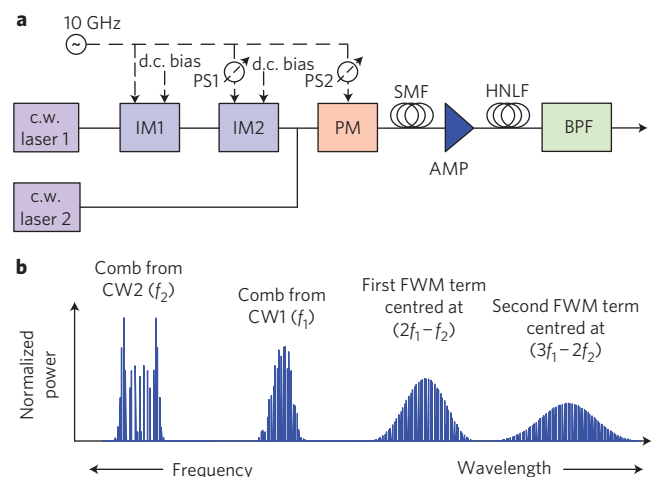 a
10 GHz
~
d.c. bias
PS1
d.c. bias
PS2
SMF
HNLF
c.w.
laser 1
IM1
IM2
PM
BPF
AMP
c.w.
laser 2
b
Comb from
CW2 (f₂)
Comb from
CW1 (f₁)
First FWM term
centred at
(2f₁−f₂)
Second FWM term
centred at
(3f₁−2f₂)
Normalized
power
Frequency
Wavelength